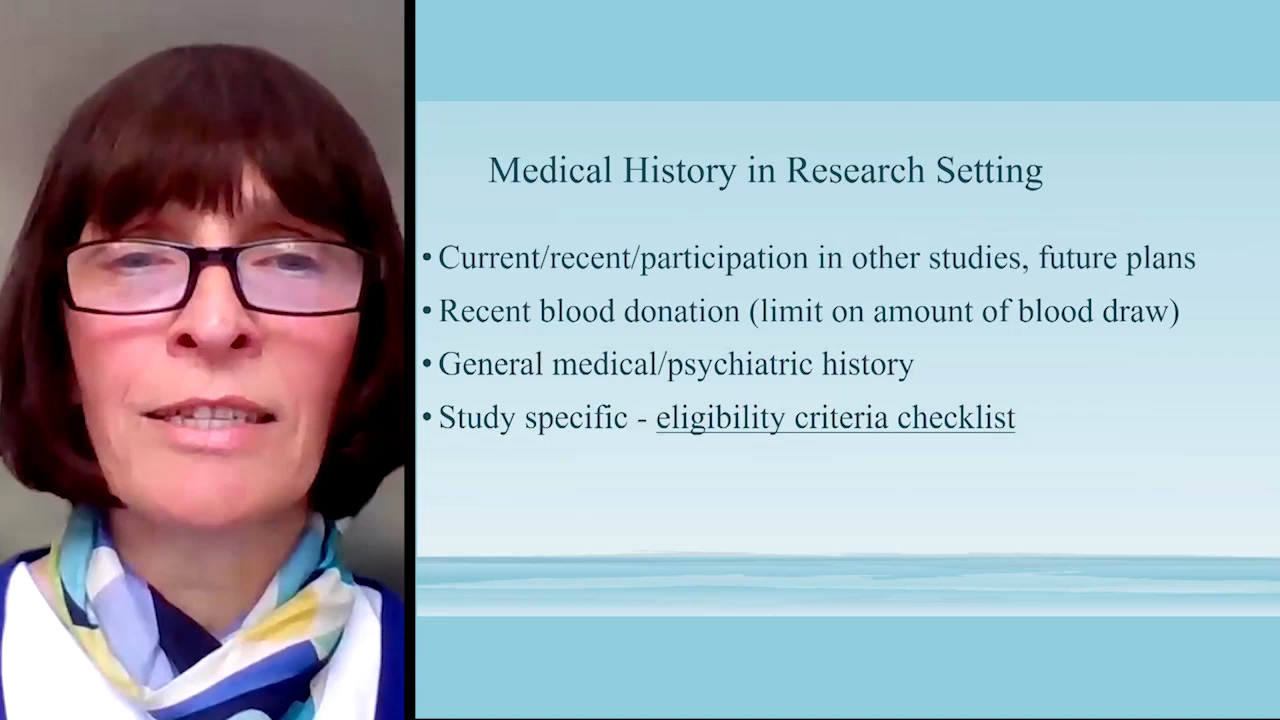 Medical History in Research Setting
• Current/recent/participation in other studies, future plans
• Recent blood donation (limit on amount of blood draw)
• General medical/psychiatric history
• Study specific - eligibility criteria checklist